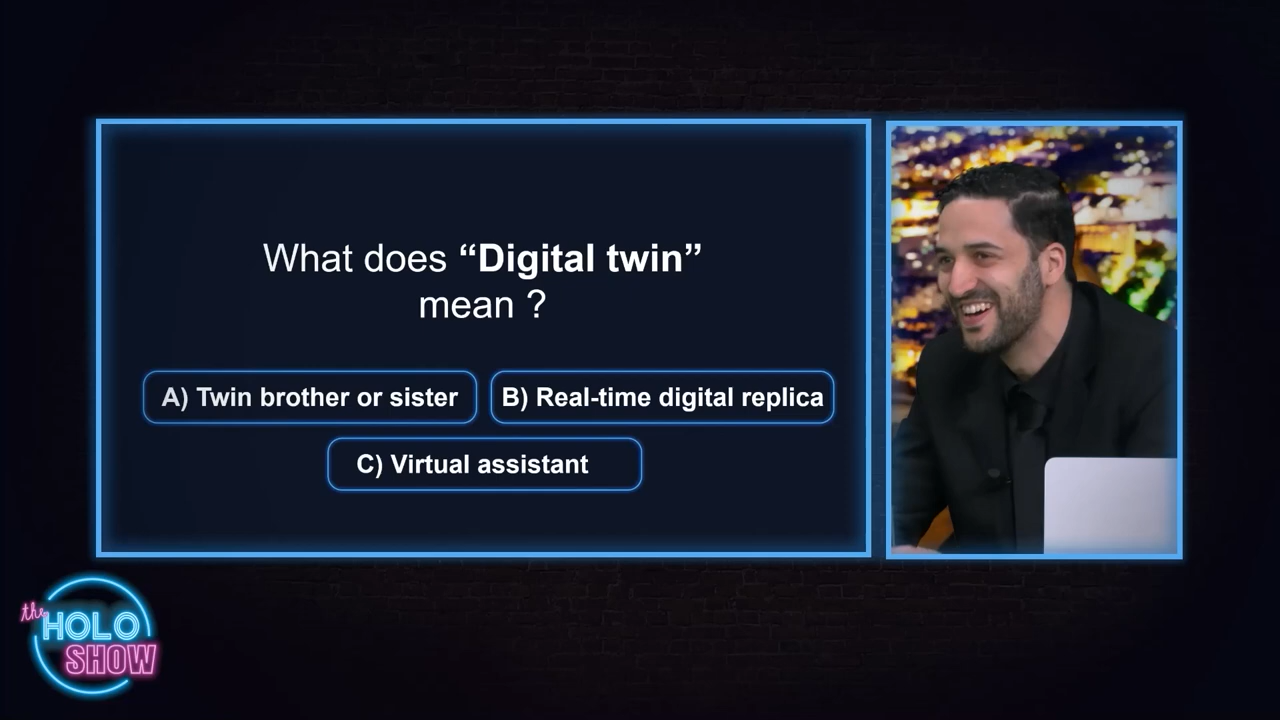 What does “Digital twin”
mean ?
A) Twin brother or sister
B) Real-time digital replica
C) Virtual assistant
the
HOLO
SHOW